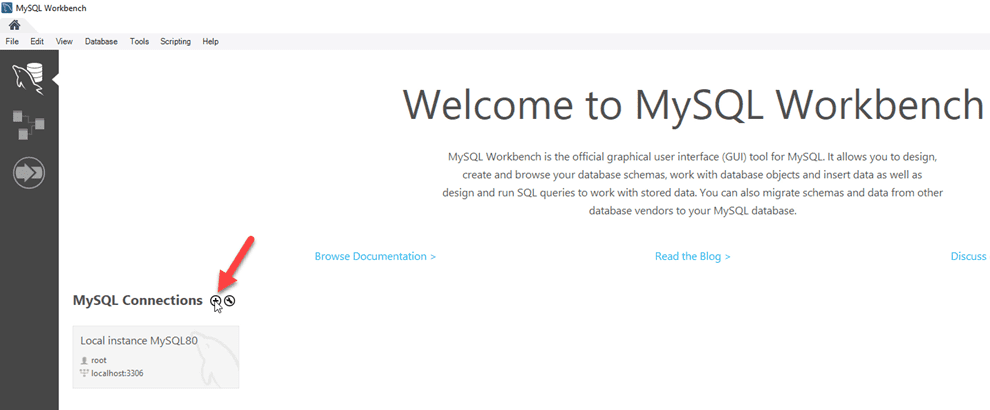 MySQL Workbench
File Edit View Database Tools Scripting Help
Welcome to MySQL Workbench
MySQL Workbench is the official graphical user interface (GUI) tool for MySQL. It allows you to design,
create and browse your database schemas, work with database objects and insert data as well as
design and run SQL queries to work with stored data. You can also migrate schemas and data from other
database vendors to your MySQL database.
Browse Documentation > Read the Blog > Discuss
MySQL Connections
Local instance MySQL80
root
localhost:3306